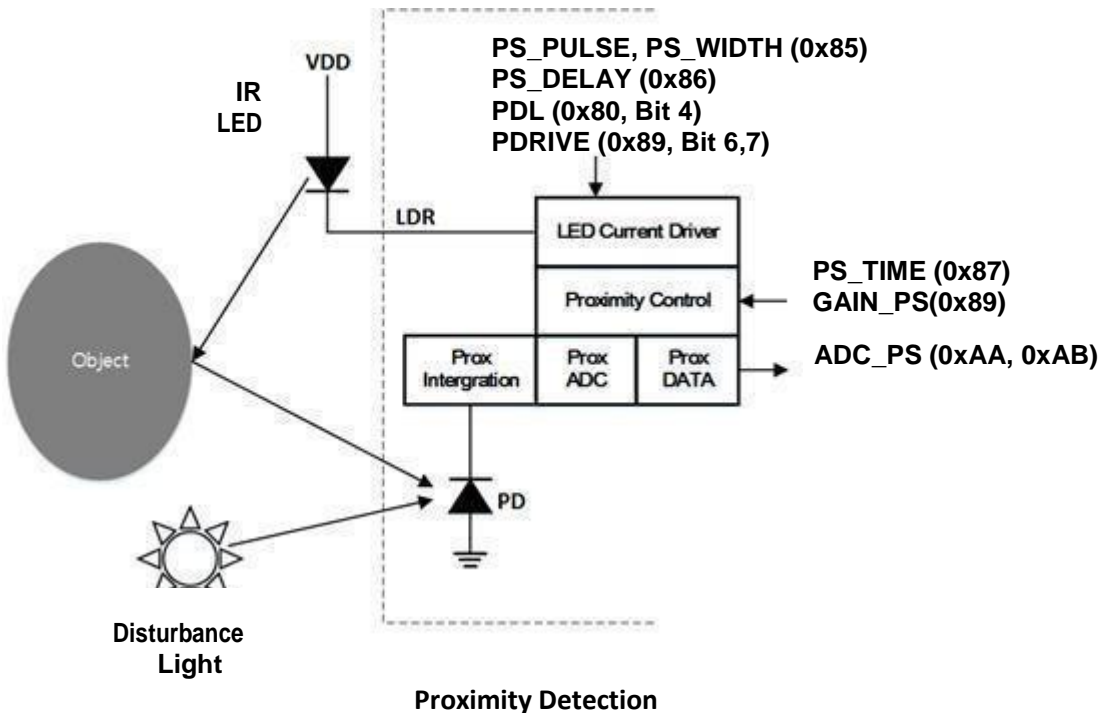 PS_PULSE, PS_WIDTH (0x85)
PS_DELAY (0x86)
PDL (0x80, Bit 4)
PDRIVE (0x89, Bit 6,7)
VDD
IR
LED
LDR
LED Current Driver
Proximity Control
PS_TIME (0x87)
GAIN_PS(0x89)
Prox
Intergration
Prox
ADC
Prox
DATA
ADC_PS (0xAA, 0xAB)
Object
PD
Disturbance
Light
Proximity Detection